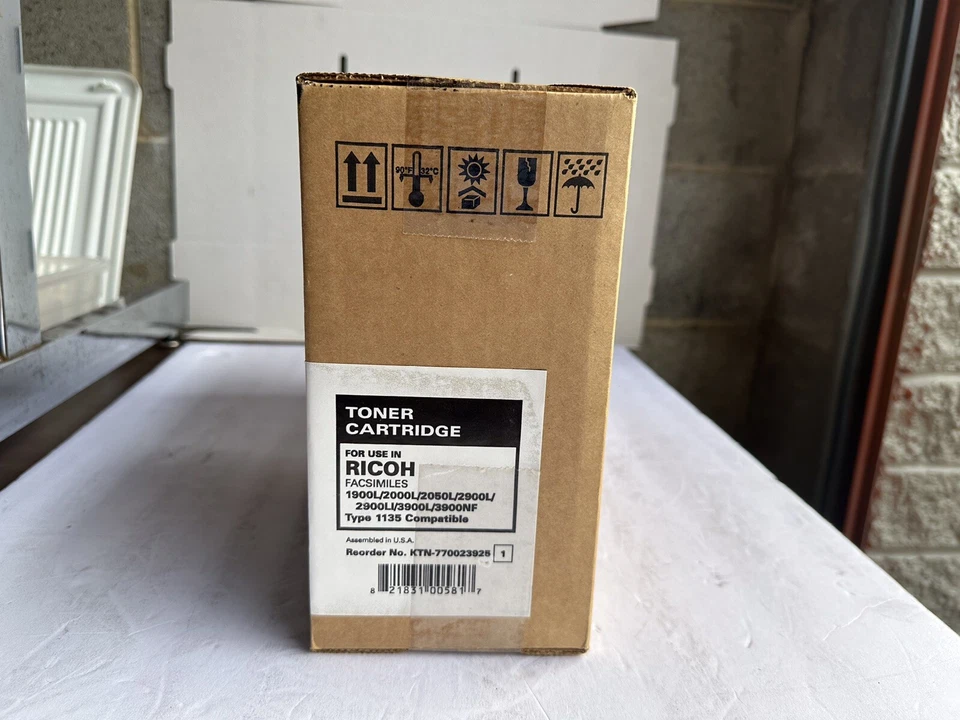 90°F 32°C
TONER
CARTRIDGE
FOR USE IN
RICOH
FACSIMILES
1900L/2000L/2050L/2900L/
2900LI/3900L/3900NF
Type 1135 Compatible
Assembled in U.S.A.
Reorder No. KTN-770023925 1
8 21831 00581 7